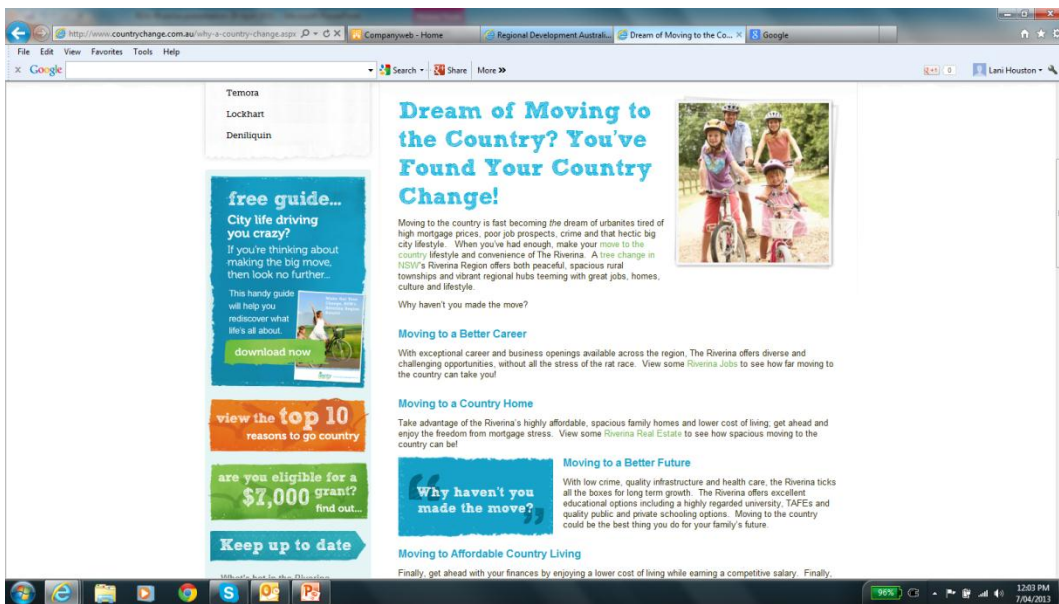 http://www.countrychange.com.au/why-a-country-change.aspx
Companyweb - Home
Regional Development Australi...
Dream of Moving to the Co...
Google
File Edit View Favorites Tools Help
x Google
Search
Share
More »
Lani Houston
Temora
Lockhart
Deniliquin
free guide...
City life driving
you crazy?
If you're thinking about
making the big move,
then look no further...
This handy guide
will help you
rediscover what
life's all about.
download now
view the top 10
reasons to go country
are you eligible for a
$7,000 grant?
find out...
Keep up to date
What's hot in the Riverina
Dream of Moving to
the Country? You've
Found Your Country
Change!
Moving to the country is fast becoming the dream of urbanites tired of
high mortgage prices, poor job prospects, crime and that hectic big
city lifestyle. When you've had enough, make your move to the
country lifestyle and convenience of The Riverina. A tree change in
NSW's Riverina Region offers both peaceful, spacious rural
townships and vibrant regional hubs teeming with great jobs, homes,
culture and lifestyle.
Why haven't you made the move?
Moving to a Better Career
With exceptional career and business openings available across the region, The Riverina offers diverse and
challenging opportunities, without all the stress of the rat race. View some Riverina Jobs to see how far moving to
the country can take you!
Moving to a Country Home
Take advantage of the Riverina's highly affordable, spacious family homes and lower cost of living; get ahead and
enjoy the freedom from mortgage stress. View some Riverina Real Estate to see how spacious moving to the
country can be!
Why haven't you
made the move?
Moving to a Better Future
With low crime, quality infrastructure and health care, the Riverina ticks
all the boxes for long term growth. The Riverina offers excellent
educational options including a highly regarded university, TAFEs and
quality public and private schooling options. Moving to the country
could be the best thing you do for your family's future.
Moving to Affordable Country Living
Finally, get ahead with your finances by enjoying a lower cost of living while earning a competitive salary. Finally,
96%
12:03 PM
7/04/2013